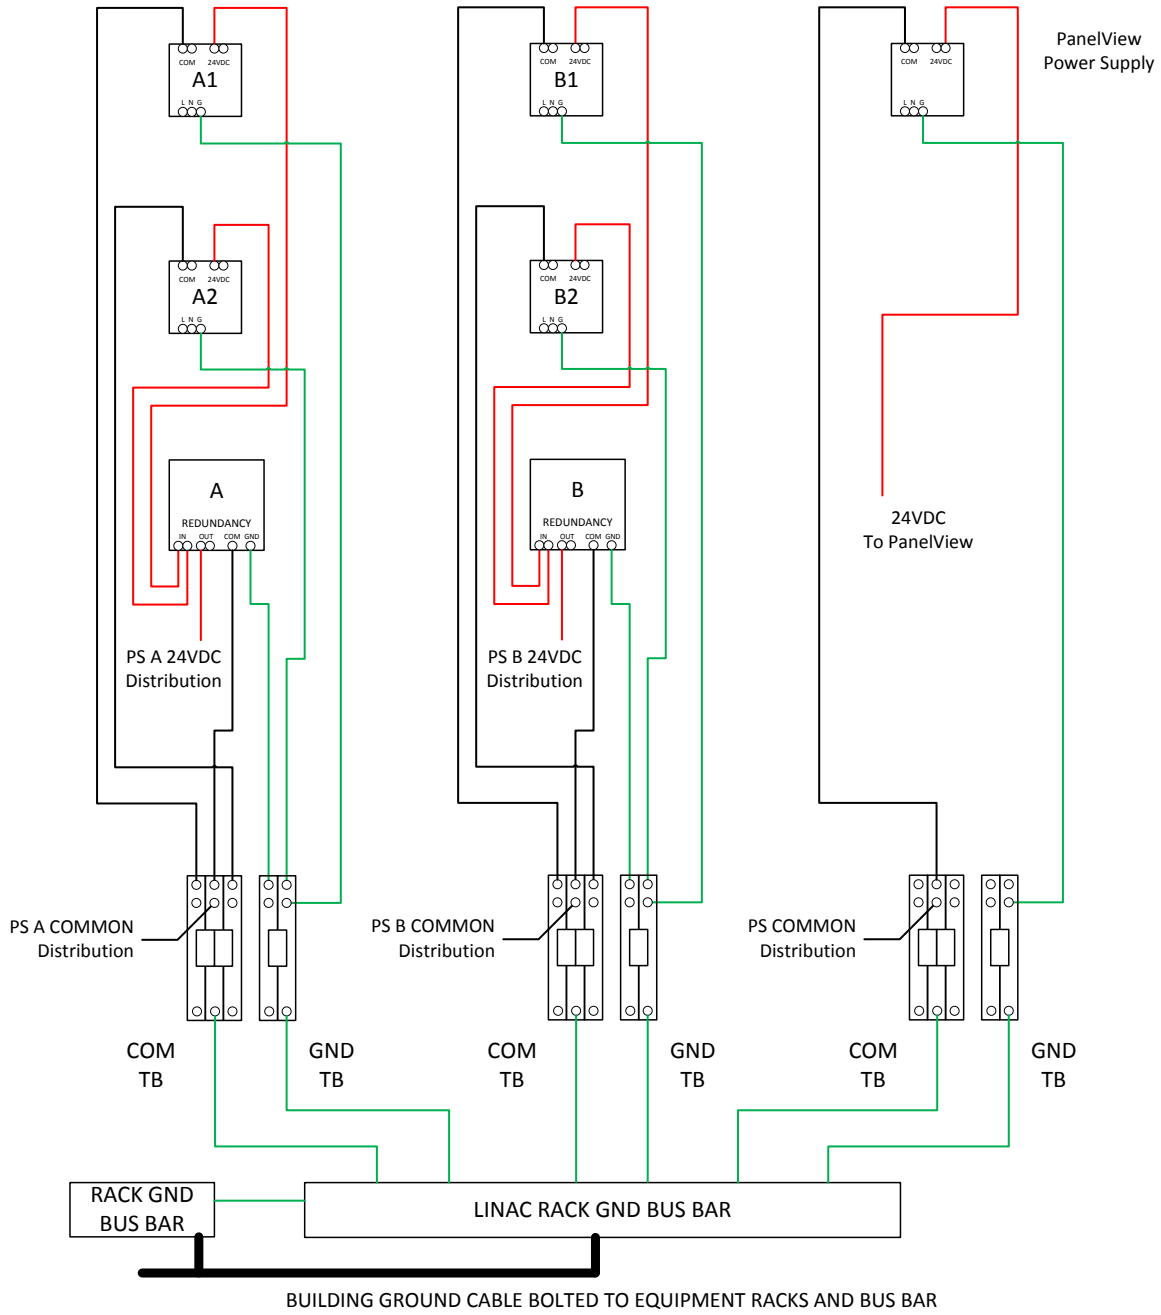 COM 24VDC
A1
L N G
COM 24VDC
B1
L N G
COM 24VDC
L N G
PanelView
Power Supply
COM 24VDC
A2
L N G
COM 24VDC
B2
L N G
A
REDUNDANCY
IN OUT COM GND
B
REDUNDANCY
IN OUT COM GND
24VDC
To PanelView
PS A 24VDC
Distribution
PS B 24VDC
Distribution
PS A COMMON
Distribution
PS B COMMON
Distribution
PS COMMON
Distribution
COM
TB
GND
TB
COM
TB
GND
TB
COM
TB
GND
TB
RACK GND
BUS BAR
LINAC RACK GND BUS BAR
BUILDING GROUND CABLE BOLTED TO EQUIPMENT RACKS AND BUS BAR